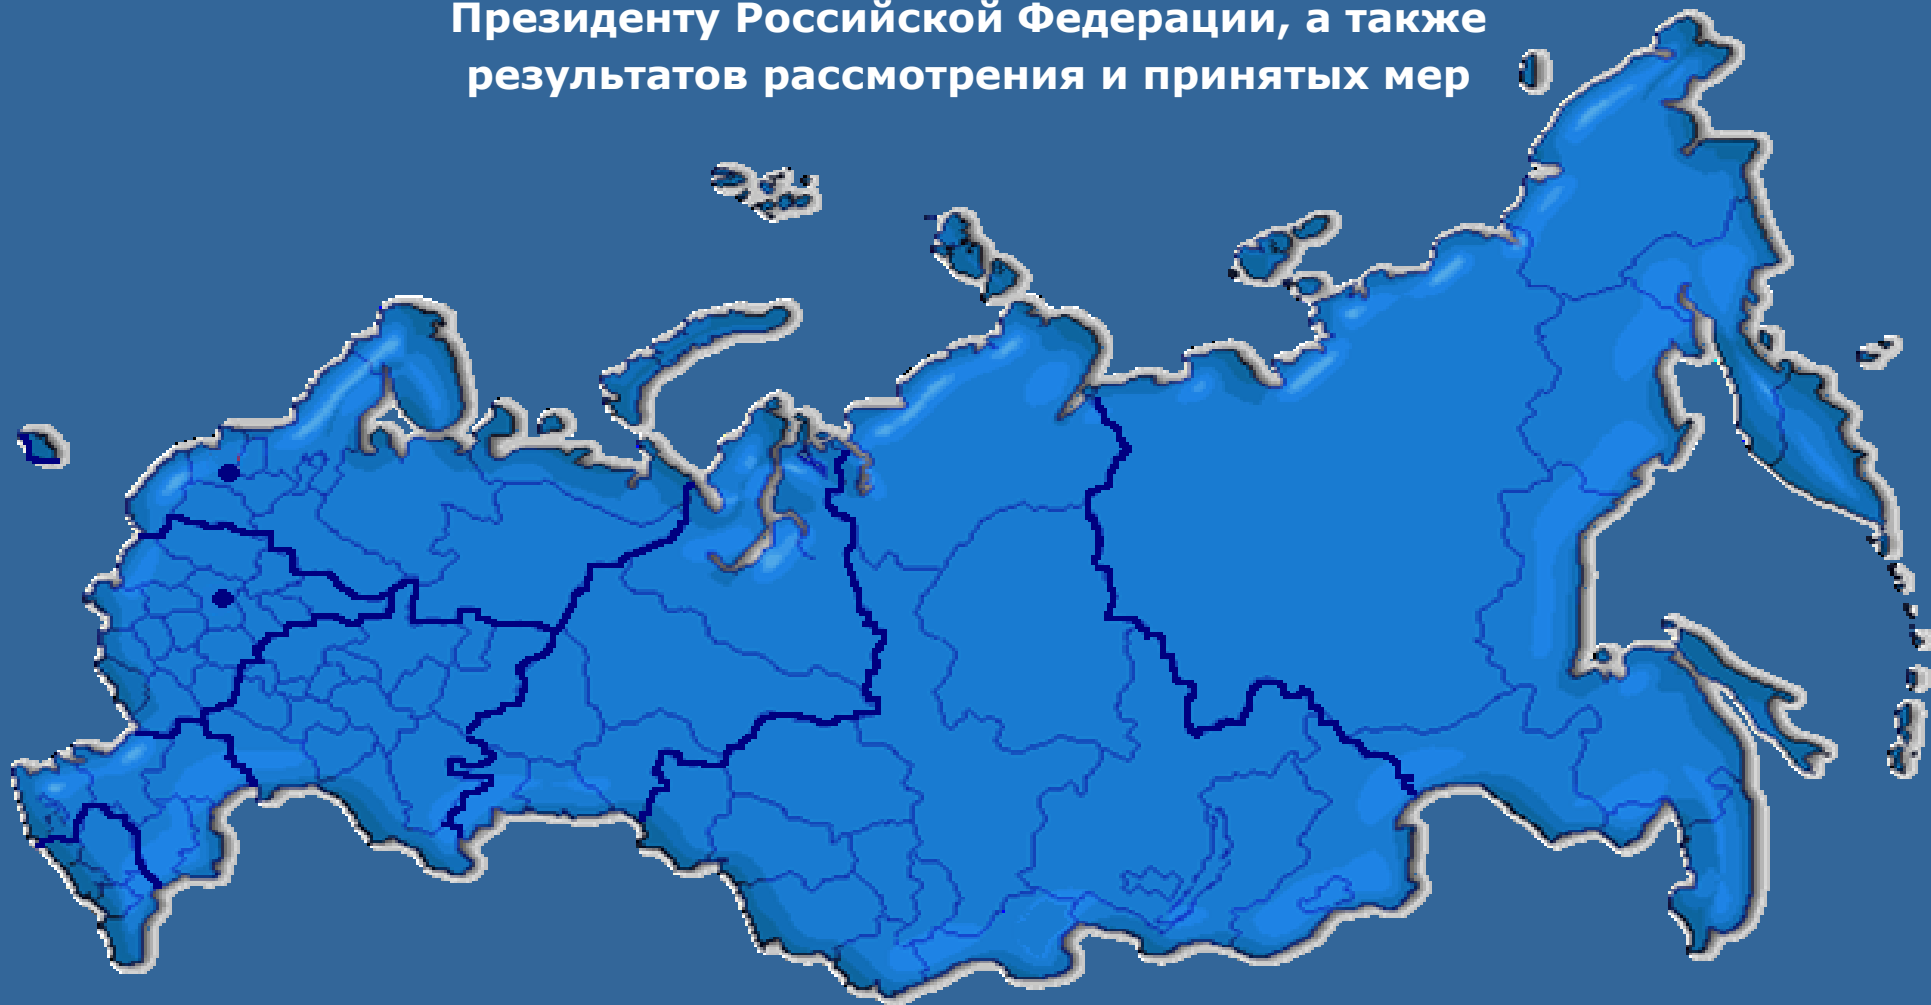 Президенту Российской Федерации, а также
результатов рассмотрения и принятых мер